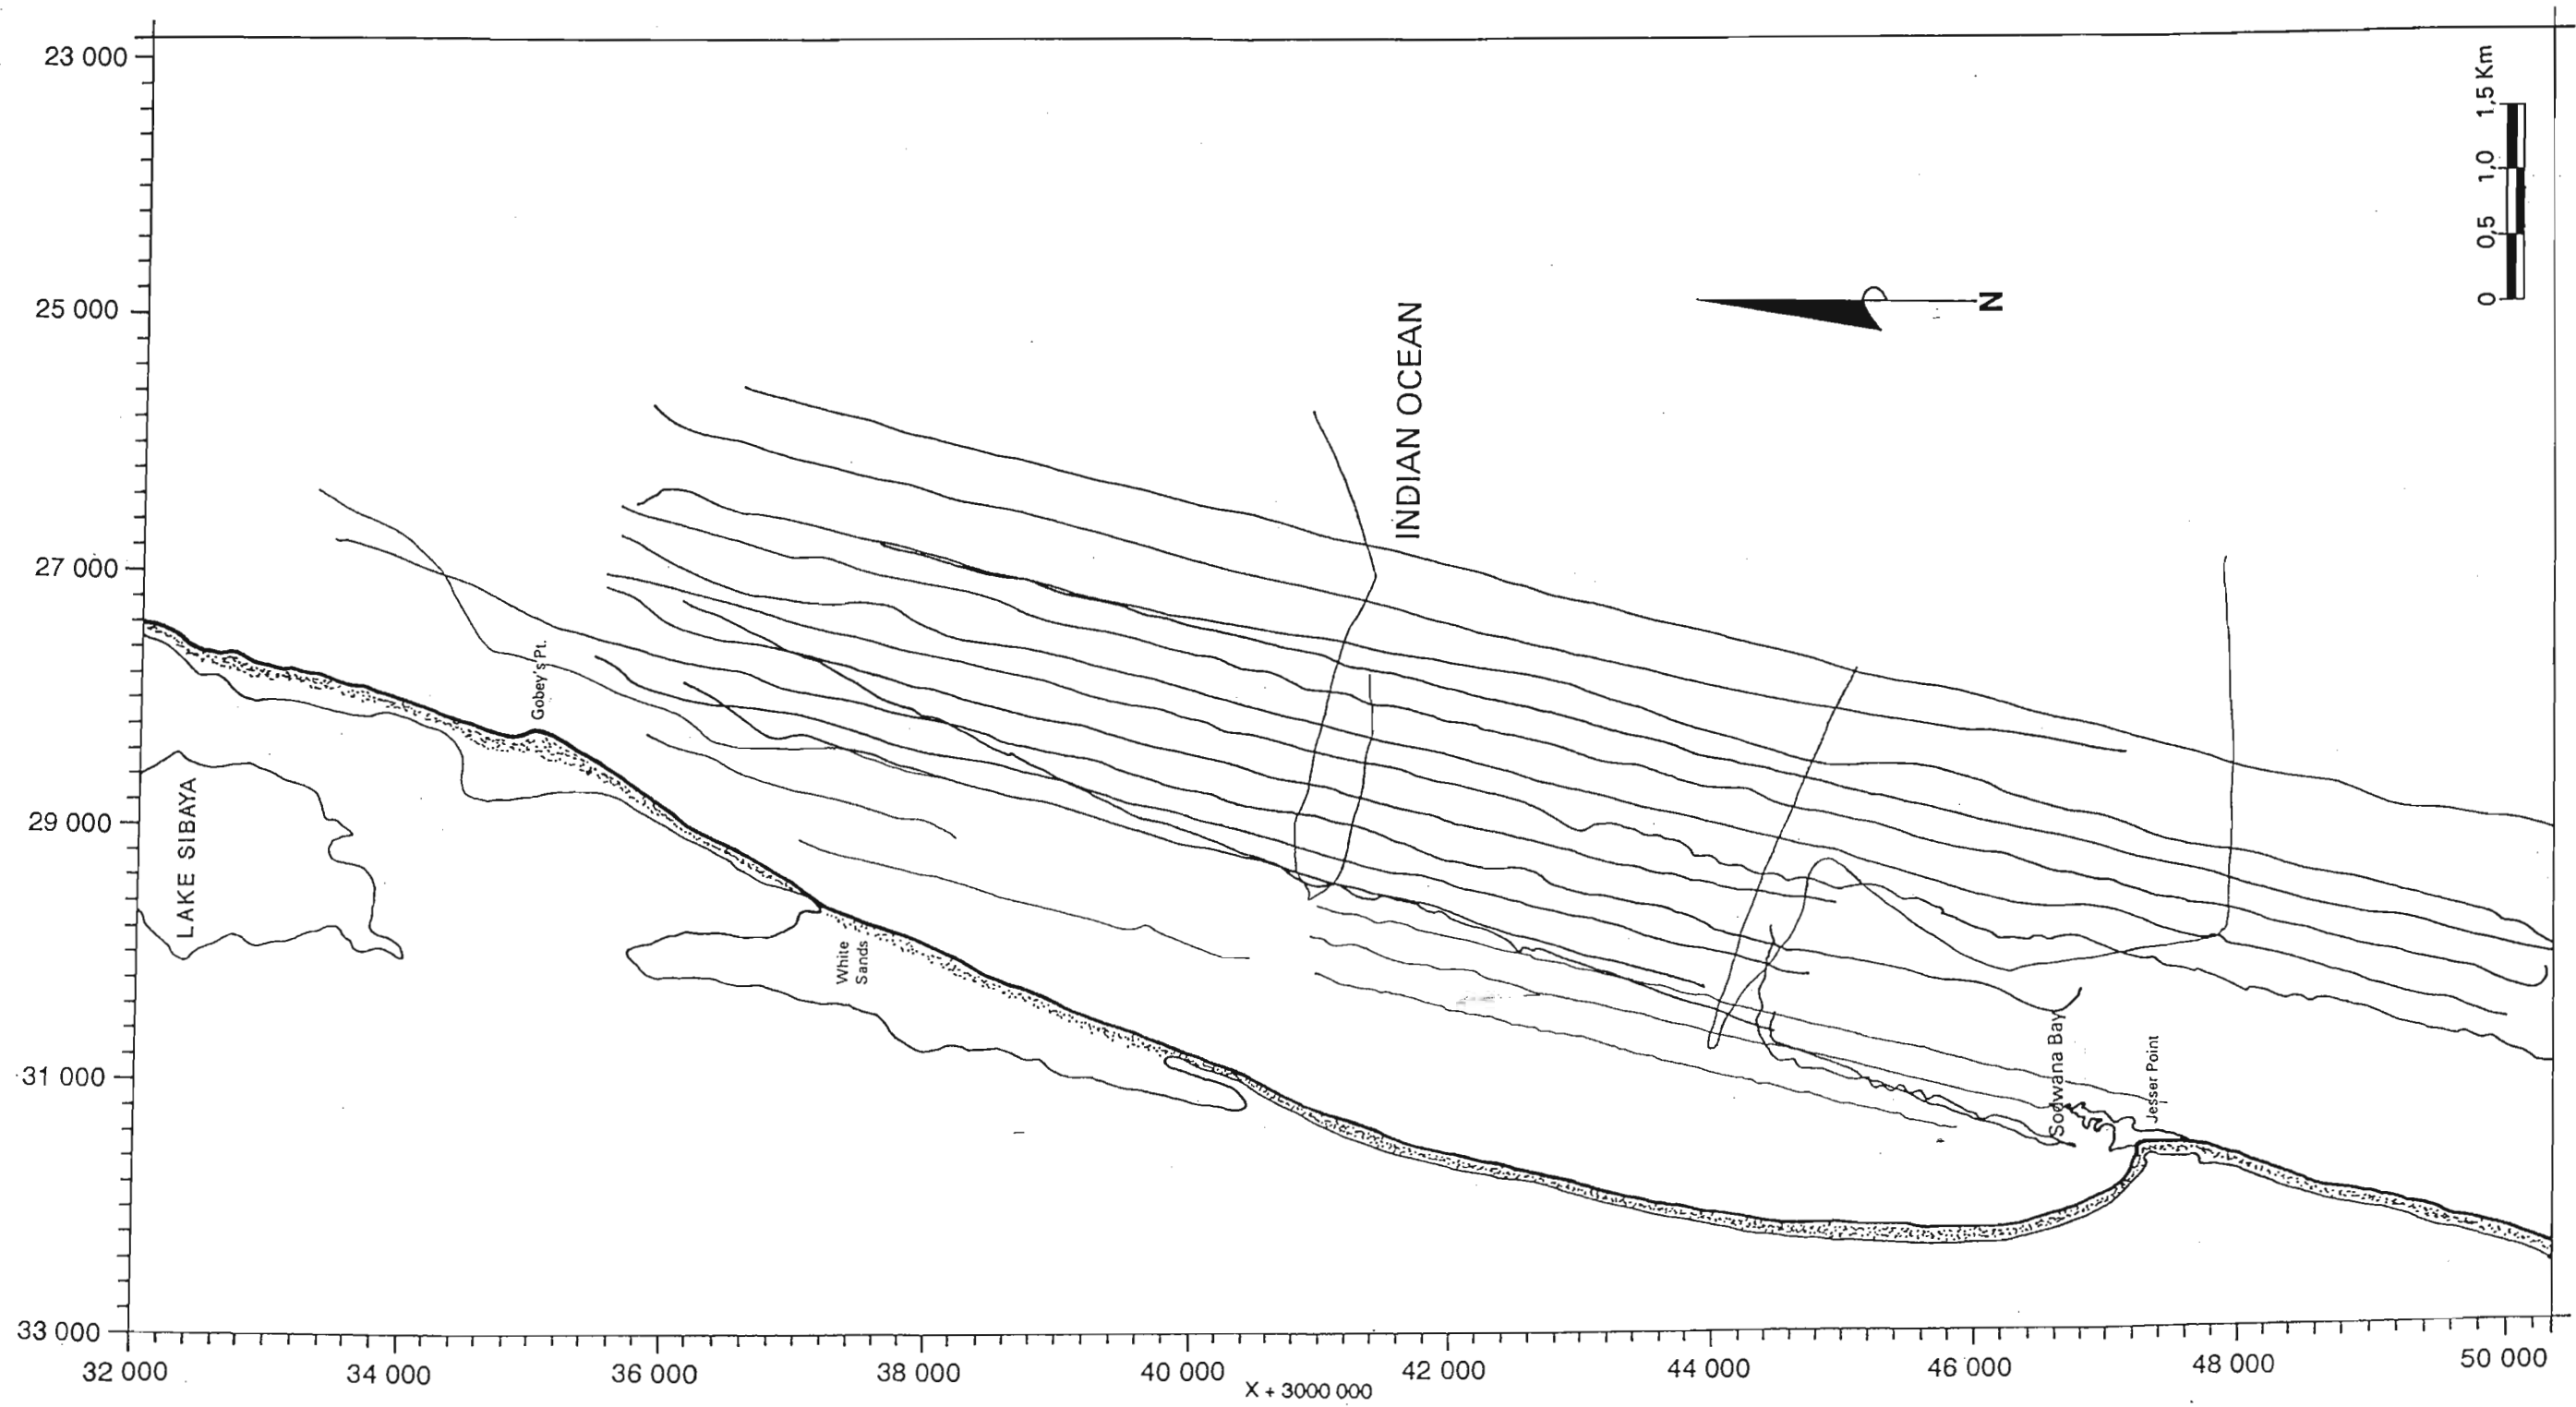 23 000
25 000
27 000
29 000
31 000
33 000
32 000
34 000
36 000
38 000
40 000
42 000
44 000
46 000
48 000
50 000
X + 3000 000
LAKE SIBAYA
Gobey's Pt.
White
Sands
INDIAN OCEAN
N
Sodwana Bay
Jesser Point
0
0,5
1,0
1,5 Km